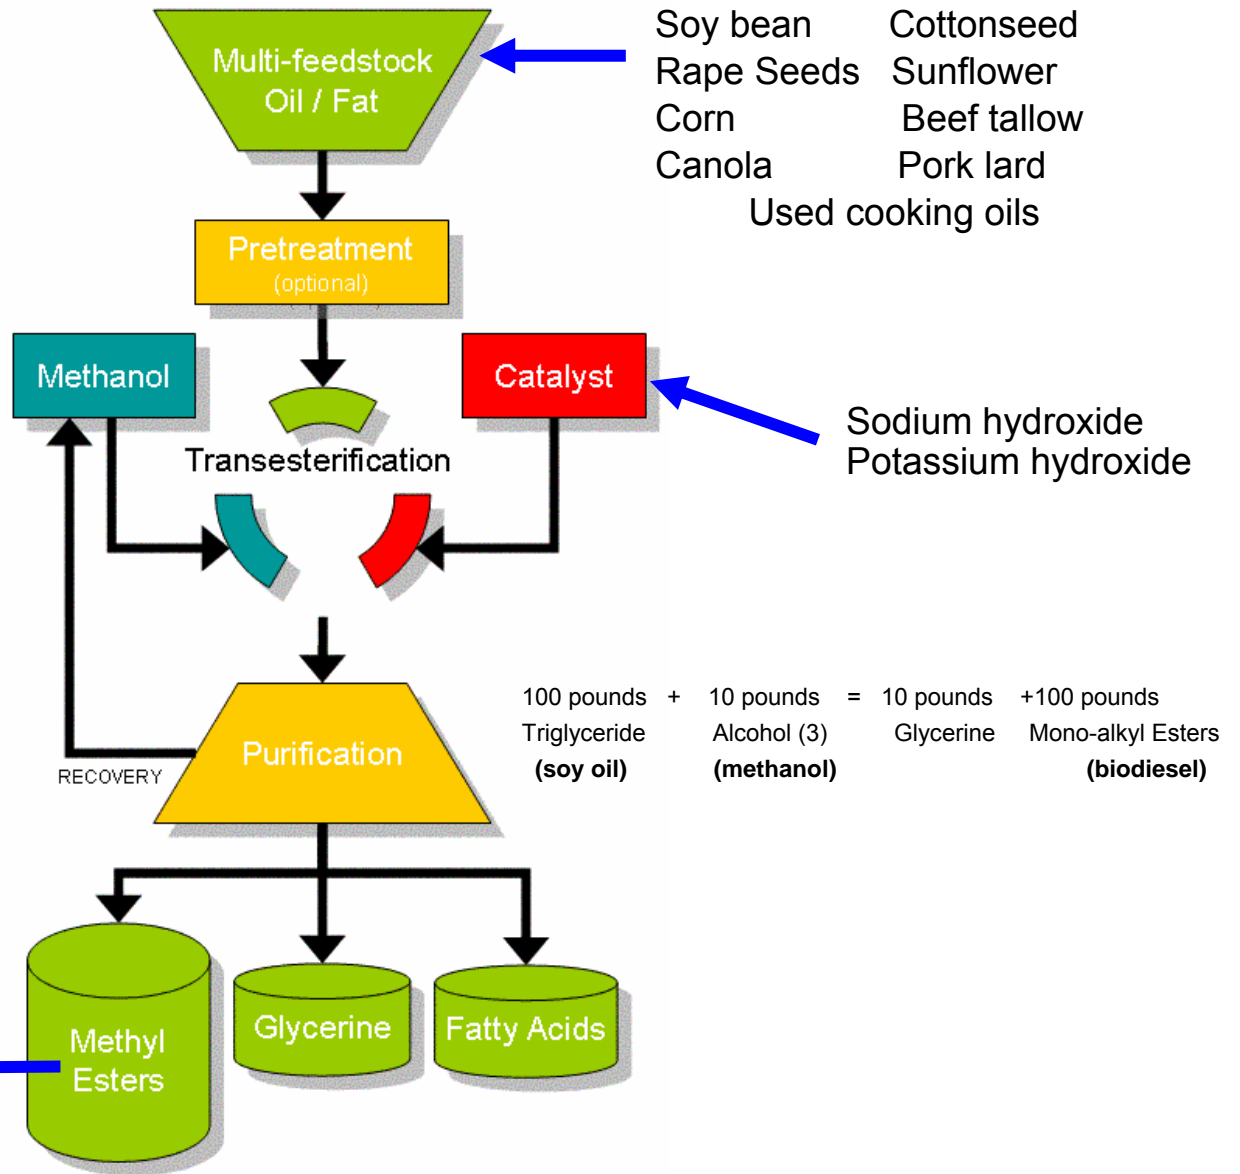 Soy bean Cottonseed
Multi-feedstock
Oil / Fat
Rape Seeds Sunflower
Corn Beef tallow
Canola Pork lard
Used cooking oils
Pretreatment
(optional)
Methanol
Catalyst
Sodium hydroxide
Potassium hydroxide
Transesterification
100 pounds + 10 pounds = 10 pounds +100 pounds
Triglyceride Alcohol (3) Glycerine Mono-alkyl Esters
(soy oil) (methanol) (biodiesel)
Purification
RECOVERY
Methyl
Esters
Glycerine
Fatty Acids